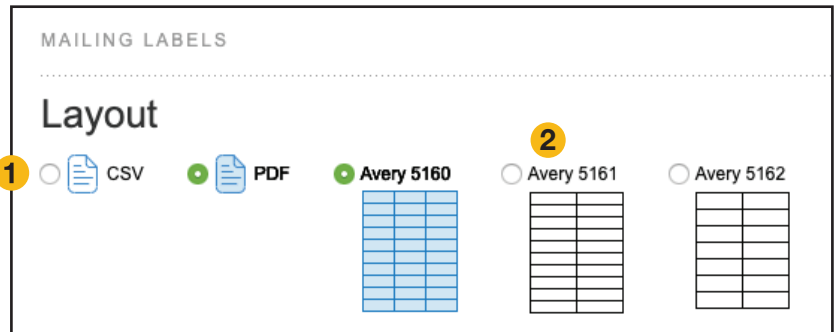 MAILING LABELS
Layout
2
1 CSV PDF Avery 5160 Avery 5161 Avery 5162